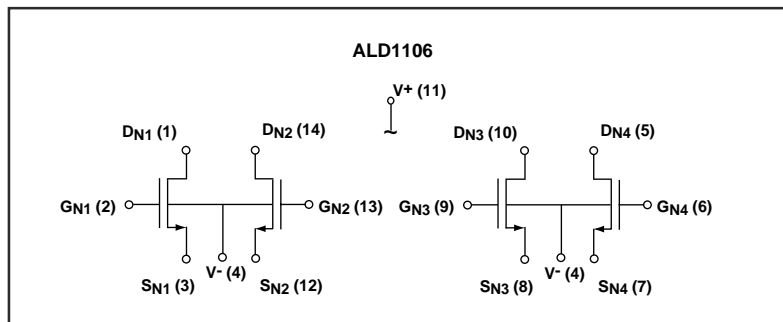 ALD1106
V+ (11)
~
DN1 (1) DN2 (14) DN3 (10) DN4 (5)
GN1 (2) GN2 (13) GN3 (9) GN4 (6)
V- (4) V- (4)
SN1 (3) SN2 (12) SN3 (8) SN4 (7)